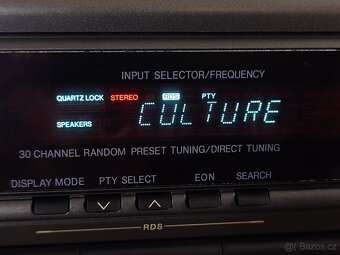 INPUT SELECTOR/FREQUENCY
QUARTZ LOCK STEREO RDS PTY
SPEAKERS CULTURE
30 CHANNEL RANDOM PRESET TUNING/DIRECT TUNING
DISPLAY MODE PTY SELECT EON SEARCH
RDS
Bazos.cz